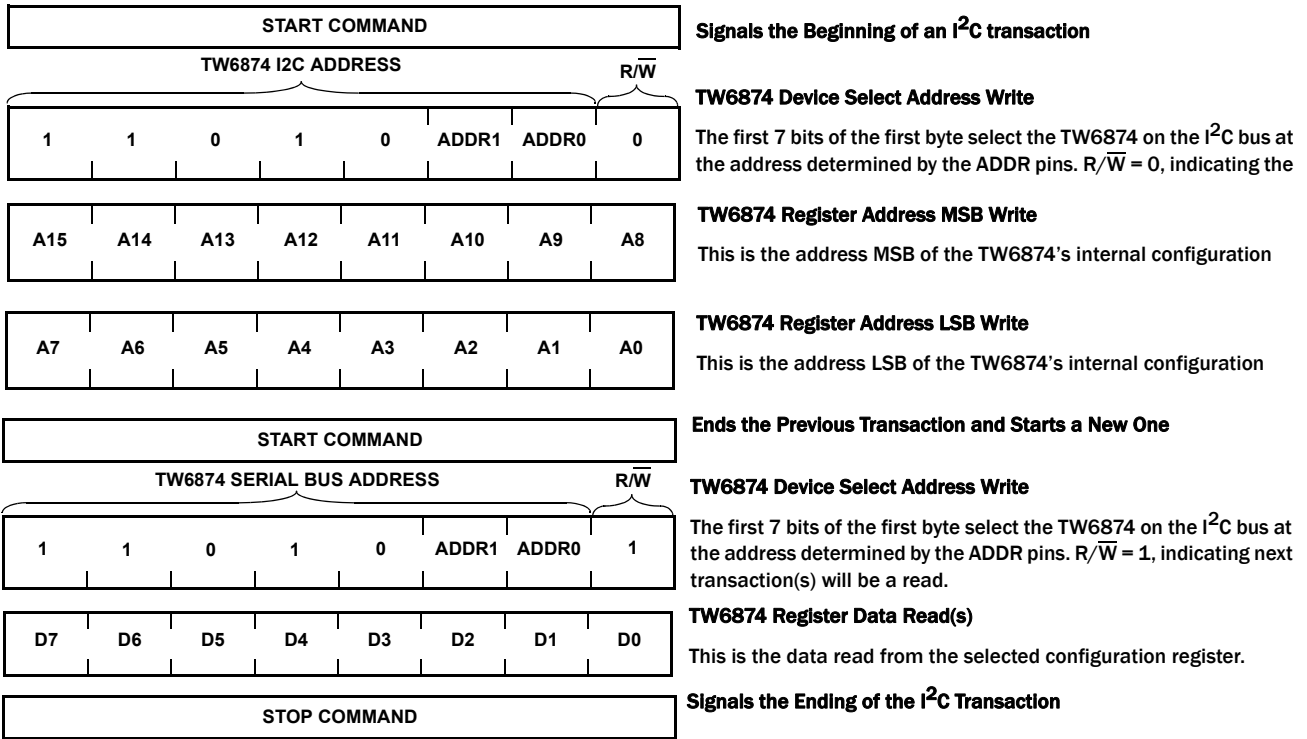 START COMMAND
Signals the Beginning of an I2C transaction
TW6874 I2C ADDRESS
R/W
1 1 0 1 0 ADDR1 ADDR0 0
TW6874 Device Select Address Write
The first 7 bits of the first byte select the TW6874 on the I2C bus at
the address determined by the ADDR pins. R/W = 0, indicating the
A15 A14 A13 A12 A11 A10 A9 A8
TW6874 Register Address MSB Write
This is the address MSB of the TW6874's internal configuration
A7 A6 A5 A4 A3 A2 A1 A0
TW6874 Register Address LSB Write
This is the address LSB of the TW6874's internal configuration
START COMMAND
Ends the Previous Transaction and Starts a New One
TW6874 SERIAL BUS ADDRESS
R/W
1 1 0 1 0 ADDR1 ADDR0 1
TW6874 Device Select Address Write
The first 7 bits of the first byte select the TW6874 on the I2C bus at
the address determined by the ADDR pins. R/W = 1, indicating next
transaction(s) will be a read.
D7 D6 D5 D4 D3 D2 D1 D0
TW6874 Register Data Read(s)
This is the data read from the selected configuration register.
STOP COMMAND
Signals the Ending of the I2C Transaction